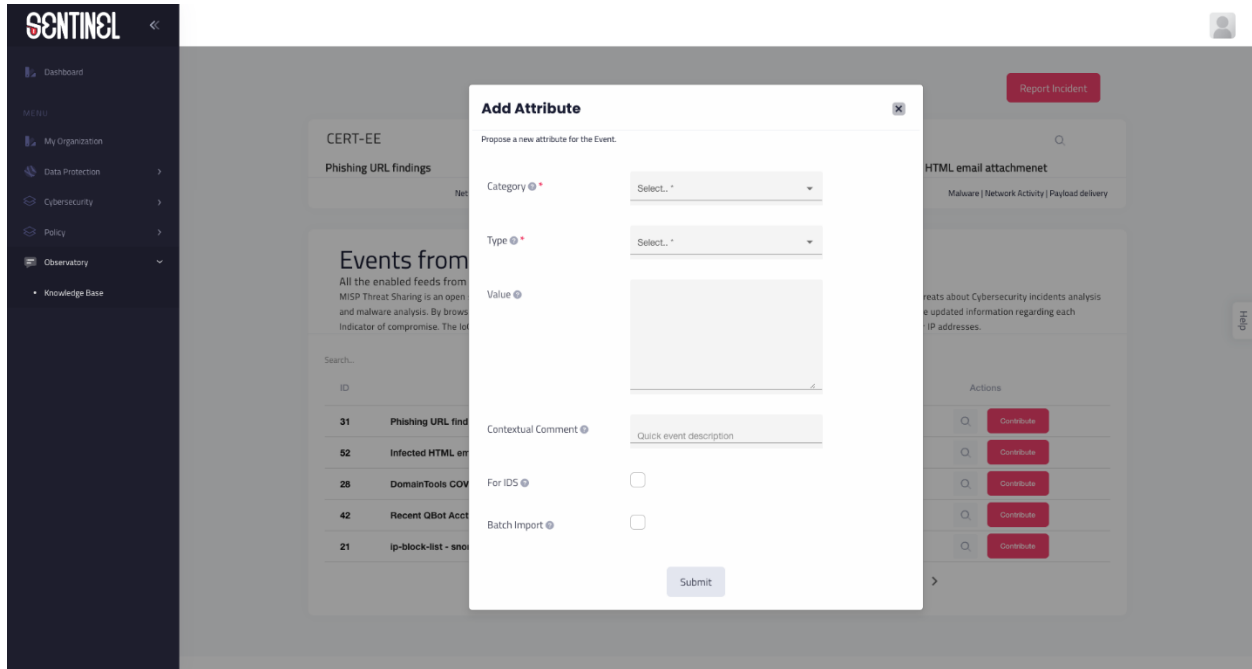 SENTINEL
Dashboard
MENU
My Organization
Data Protection
Cybersecurity
Policy
Observatory
• Knowledge Base
Report Incident
CERT-EE
Phishing URL findings
Net
HTML email attachmenet
Malware | Network Activity | Payload delivery
Events from
All the enabled feeds from
MISP Threat Sharing is an open
reats about Cybersecurity incidents analysis
and malware analysis. By brows
e updated information regarding each
Indicator of compromise. The Io
IP addresses.
Search...
ID
Actions
31 Phishing URL find
Contribute
52 Infected HTML em
Contribute
28 DomainTools COV
Contribute
42 Recent QBot Acct
Contribute
21 ip-block-list - snor
Contribute
Help
Add Attribute
Propose a new attribute for the Event.
Category *
Select.. *
Type *
Select.. *
Value
Contextual Comment
Quick event description
For IDS
Batch Import
Submit